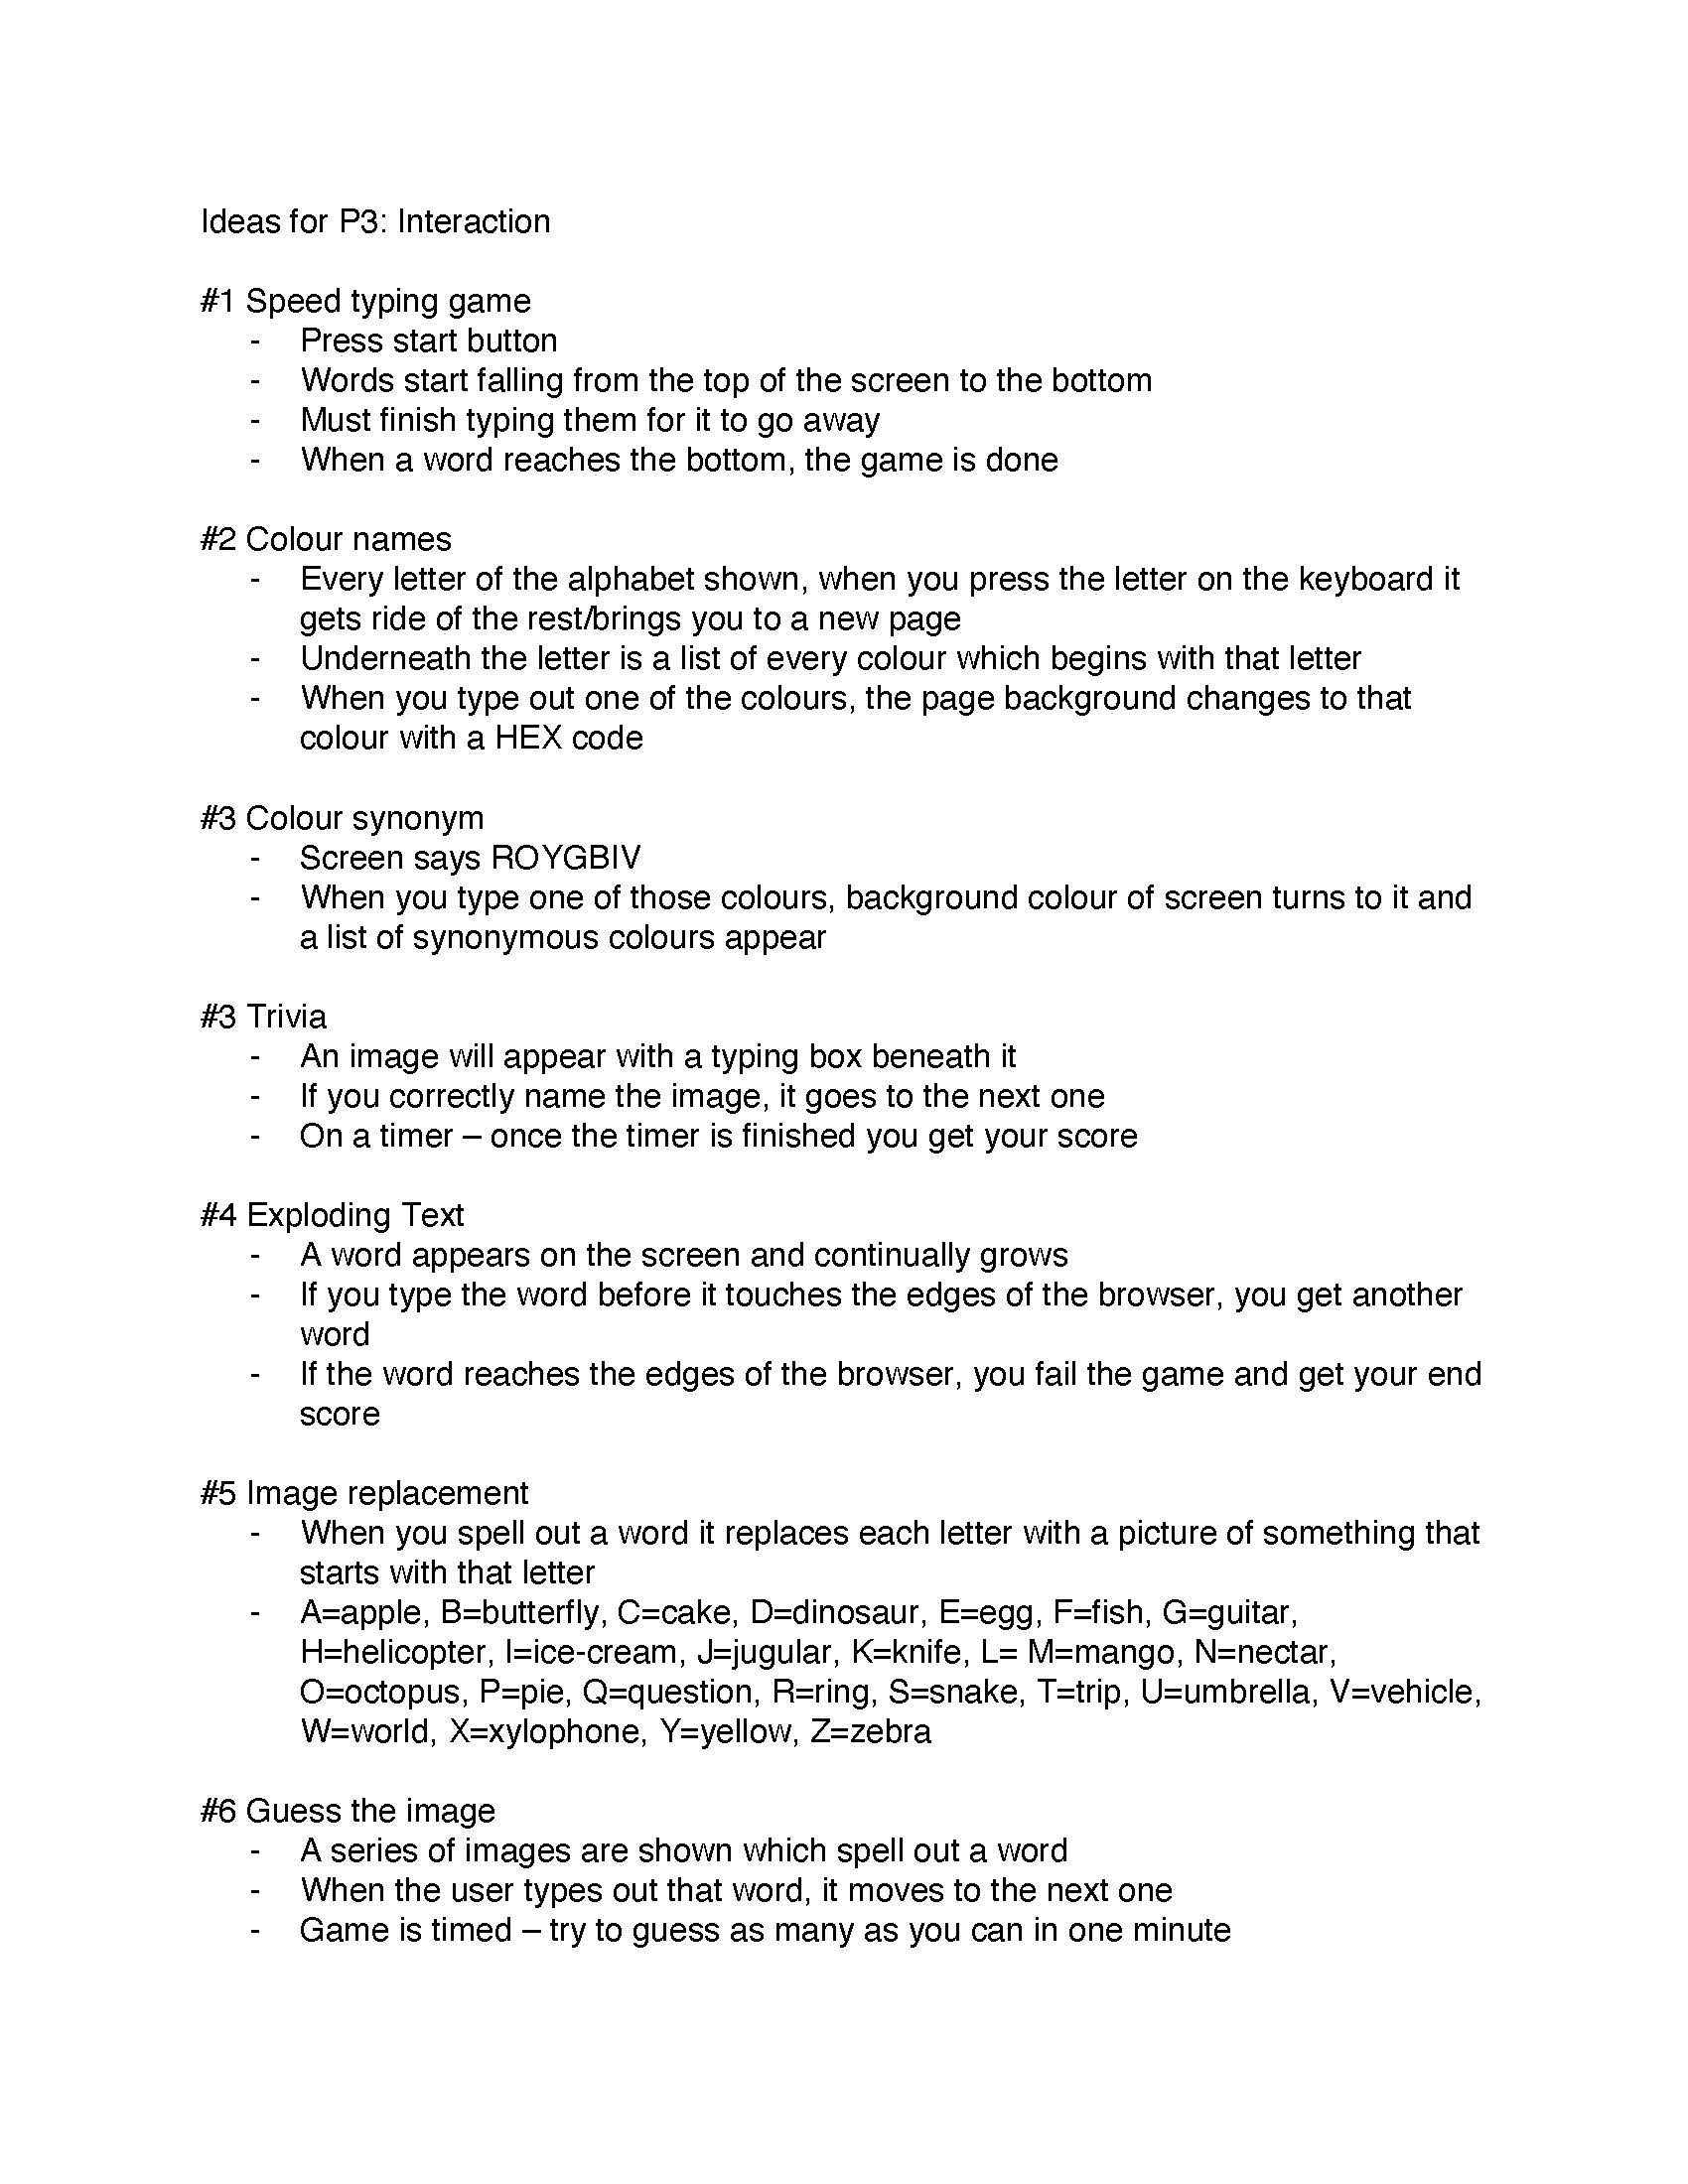 Ideas for P3: Interaction
#1 Speed typing game
- Press start button
- Words start falling from the top of the screen to the bottom
- Must finish typing them for it to go away
- When a word reaches the bottom, the game is done
#2 Colour names
- Every letter of the alphabet shown, when you press the letter on the keyboard it
gets ride of the rest/brings you to a new page
- Underneath the letter is a list of every colour which begins with that letter
- When you type out one of the colours, the page background changes to that
colour with a HEX code
#3 Colour synonym
- Screen says ROYGBIV
- When you type one of those colours, background colour of screen turns to it and
a list of synonymous colours appear
#3 Trivia
- An image will appear with a typing box beneath it
- If you correctly name the image, it goes to the next one
- On a timer – once the timer is finished you get your score
#4 Exploding Text
- A word appears on the screen and continually grows
- If you type the word before it touches the edges of the browser, you get another
word
- If the word reaches the edges of the browser, you fail the game and get your end
score
#5 Image replacement
- When you spell out a word it replaces each letter with a picture of something that
starts with that letter
- A=apple, B=butterfly, C=cake, D=dinosaur, E=egg, F=fish, G=guitar,
H=helicopter, I=ice-cream, J=jugular, K=knife, L= M=mango, N=nectar,
O=octopus, P=pie, Q=question, R=ring, S=snake, T=trip, U=umbrella, V=vehicle,
W=world, X=xylophone, Y=yellow, Z=zebra
#6 Guess the image
- A series of images are shown which spell out a word
- When the user types out that word, it moves to the next one
- Game is timed – try to guess as many as you can in one minute